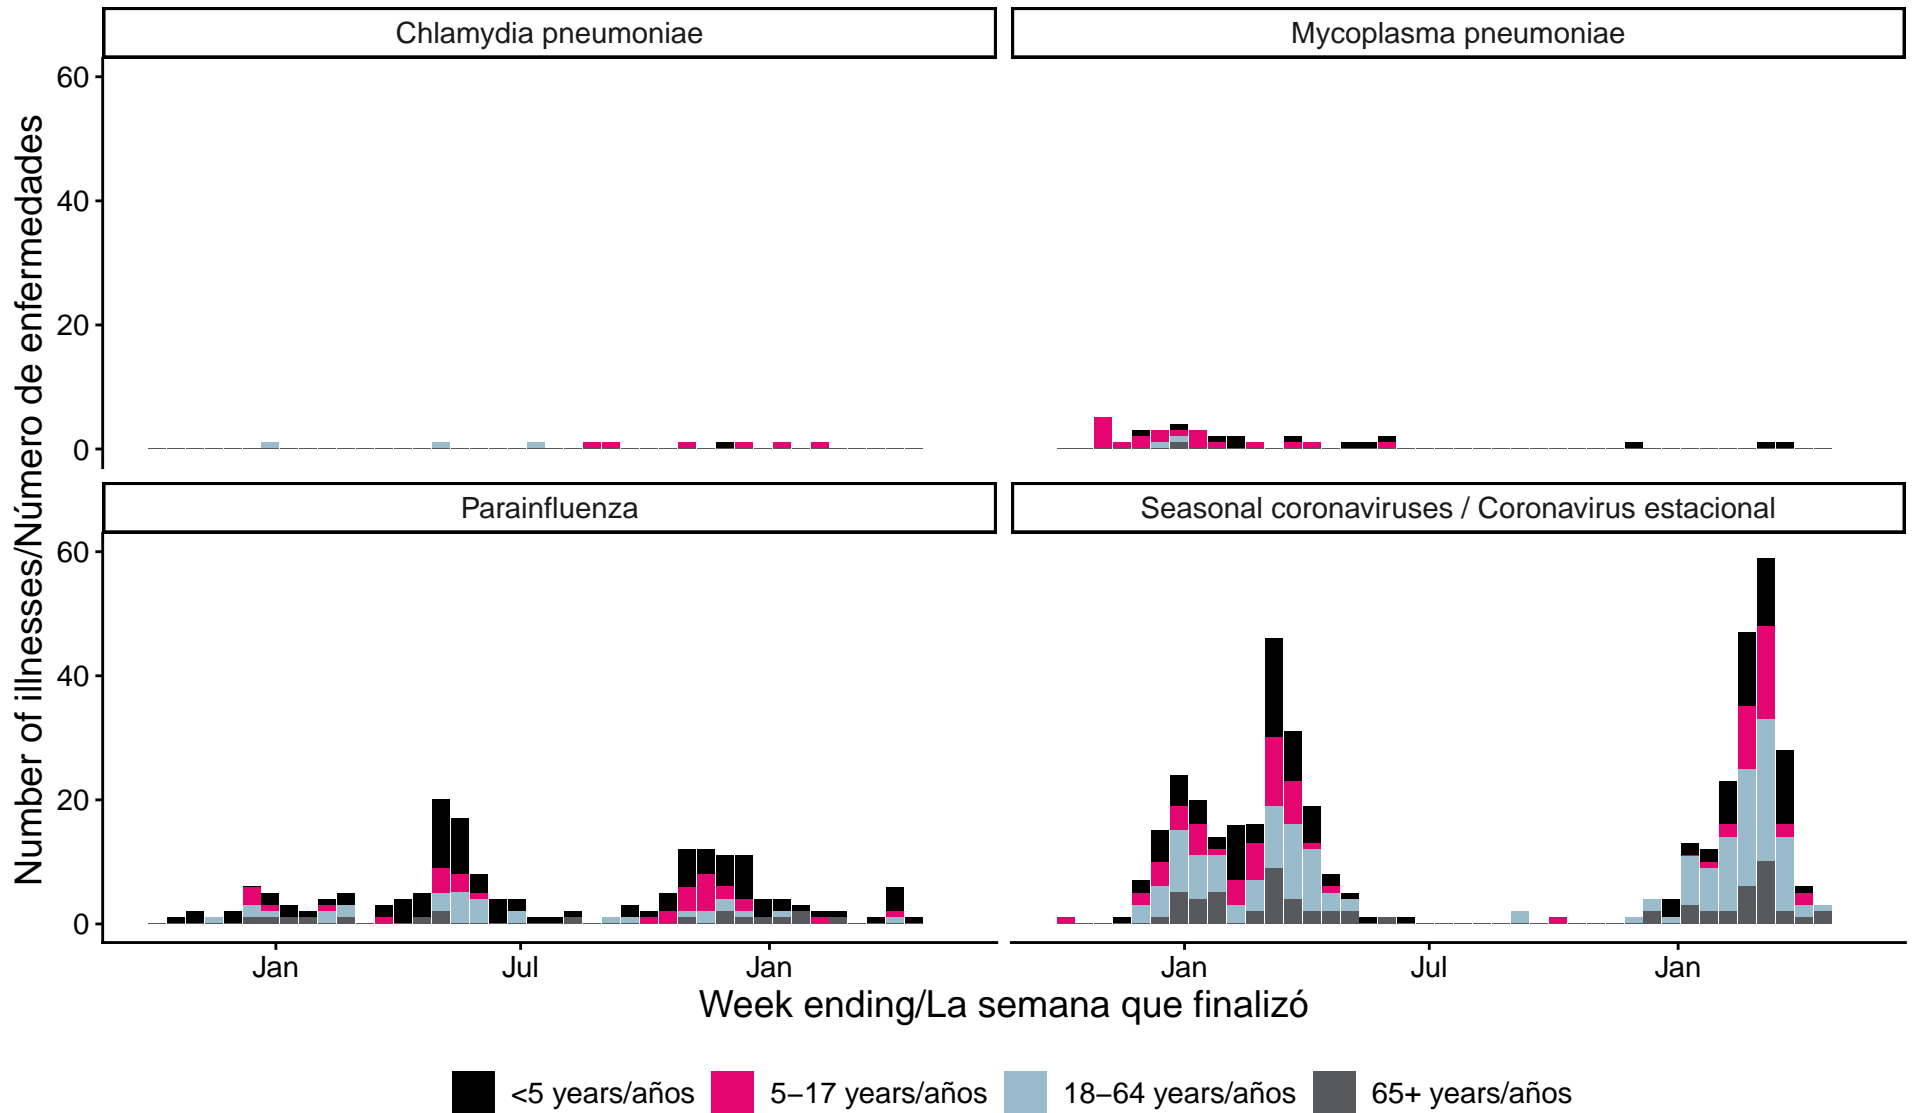 Chlamydia pneumoniae
Mycoplasma pneumoniae
60
40
20
0
Parainfluenza
Seasonal coronaviruses / Coronavirus estacional
60
40
20
0
Jan
Jul
Jan
Jan
Jul
Jan
Number of illnesses/Número de enfermedades
Week ending/La semana que finalizó
<5 years/años
5–17 years/años
18–64 years/años
65+ years/años